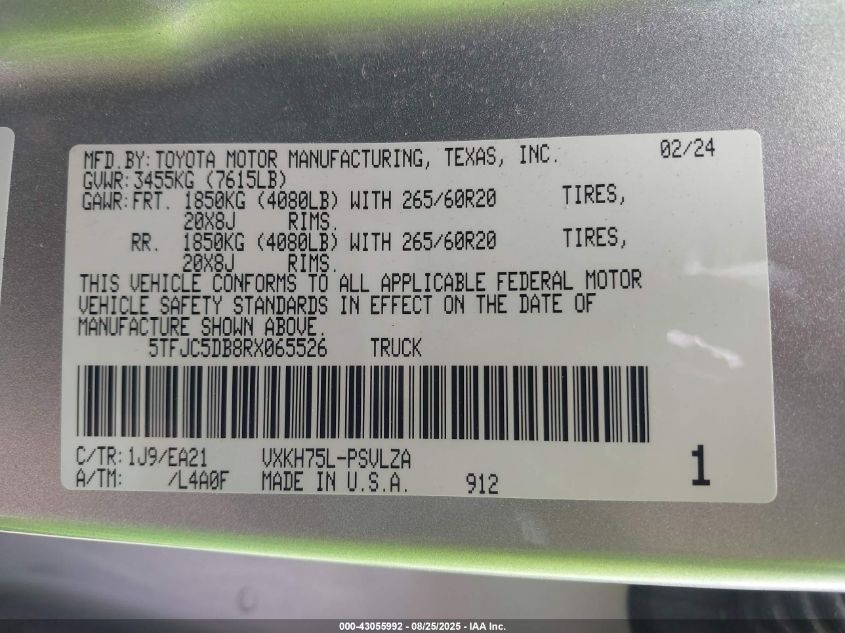 MFD.BY: TOYOTA MOTOR MANUFACTURING, TEXAS, INC. 02/24
GVWR: 3455KG (7615LB)
GAWR: FRT. 1850KG (4080LB) WITH 265/60R20 TIRES,
20X8J RIMS.
RR. 1850KG (4080LB) WITH 265/60R20 TIRES,
20X8J RIMS.
THIS VEHICLE CONFORMS TO ALL APPLICABLE FEDERAL MOTOR
VEHICLE SAFETY STANDARDS IN EFFECT ON THE DATE OF
MANUFACTURE SHOWN ABOVE.
5TFJC5DB8RX065526 TRUCK
C/TR: 1J9/EA21 VXKH75L-PSVLZA
A/TM: /L4A0F MADE IN U.S.A. 912 1
000-43055992 - 08/25/2025 - IAA Inc.